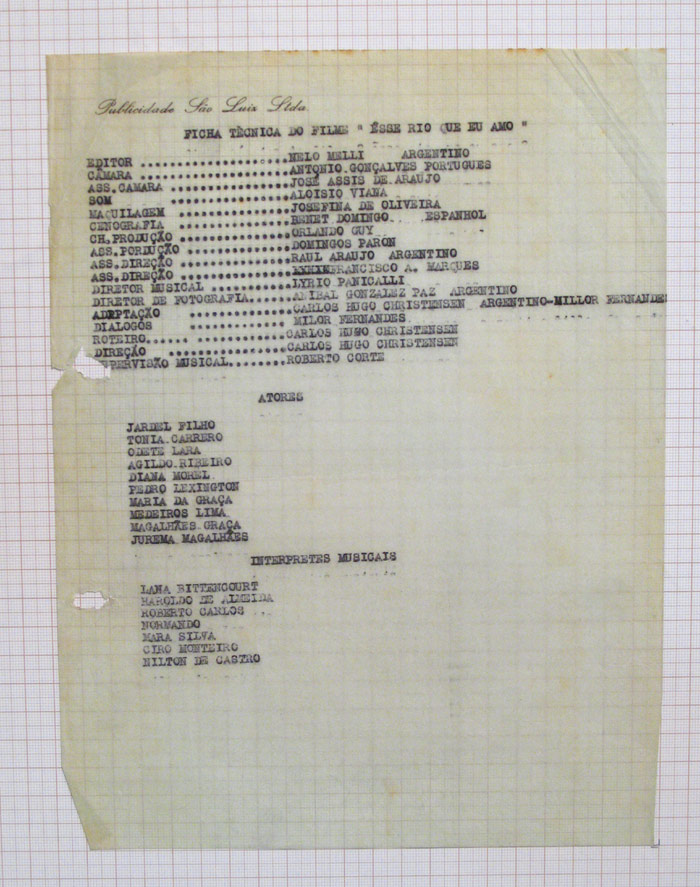 Publicidade São Luiz Ltda.
FICHA TÈCNICA DO FILME " ÉSSE RIO QUE EU AMO "
EDITOR ......................NELO MELLI ARGENTINO
CÂMARA ......................ANTONIO GONÇALVES PORTUGUES
ASS.CAMARA ..................JOSÉ ASSIS DE ARAUJO
SOM ......................ALOISIO VIANA
MAQUILAGEM .................JOSEFINA DE OLIVEIRA
CENOGRAFIA .................BENET DOMINGO ESPANHOL
CH,PRODUÇÃO ................ORLANDO GUY
ASS.PORDUÇÃO ...............DOMINGOS PARON
ASS.DIREÇÃO ................RAUL ARAUJO ARGENTINO
ASS.DIREÇÃO ................FRANCISCO A. MARQUES
DIRETOR MUSICAL ............LYRIO PANICALLI
DIRETOR DE FOTOGRAFIA......ANIBAL GONZALEZ PAZ ARGENTINO
ADPTAÇÃO ..............CARLOS HUGO CHRISTENSEN ARGENTINO-MILLOR FERNANDES
DIALOGOS ............. MILOR FERNANDES
ROTEIRO...... .............CARLOS HUGO CHRISTENSEN
DIREÇÃO ................CARLOS HUGO CHRISTENSEN
PERVISÃO MUSICAL........ROBERTO CORTE
ATORES
JARDEL FILHO
TONIA CARRERO
ODETE LARA
AGILDO RIBEIRO
DIANA MOREL
PEDRO LEXINGTON
MARIA DA GRAÇA
MEDEIROS LIMA
MAGALHÃES GRAÇA
JUREMA MAGALHÃES
INTERPRETES MUSICAIS
LANA BITTENCOURT
HAROLDO DE ALMEIDA
ROBERTO CARLOS ...
NORMANDO
MARA SILVA
CIRO MONTEIRO
NILTON DE CASTRO